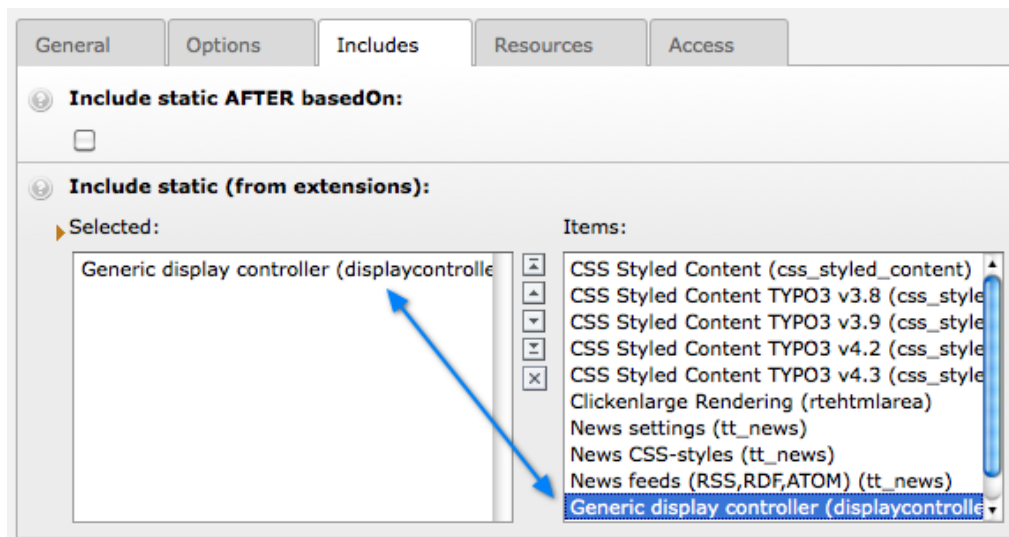 General Options Includes Resources Access
Include static AFTER basedOn:
Include static (from extensions):
Selected: Items:
Generic display controller (displaycontrolle
CSS Styled Content (css_styled_content)
CSS Styled Content TYPO3 v3.8 (css_style
CSS Styled Content TYPO3 v3.9 (css_style
CSS Styled Content TYPO3 v4.2 (css_style
CSS Styled Content TYPO3 v4.3 (css_style
Clickenlarge Rendering (rtehtmlarea)
News settings (tt_news)
News CSS-styles (tt_news)
News feeds (RSS,RDF,ATOM) (tt_news)
Generic display controller (displaycontrolle